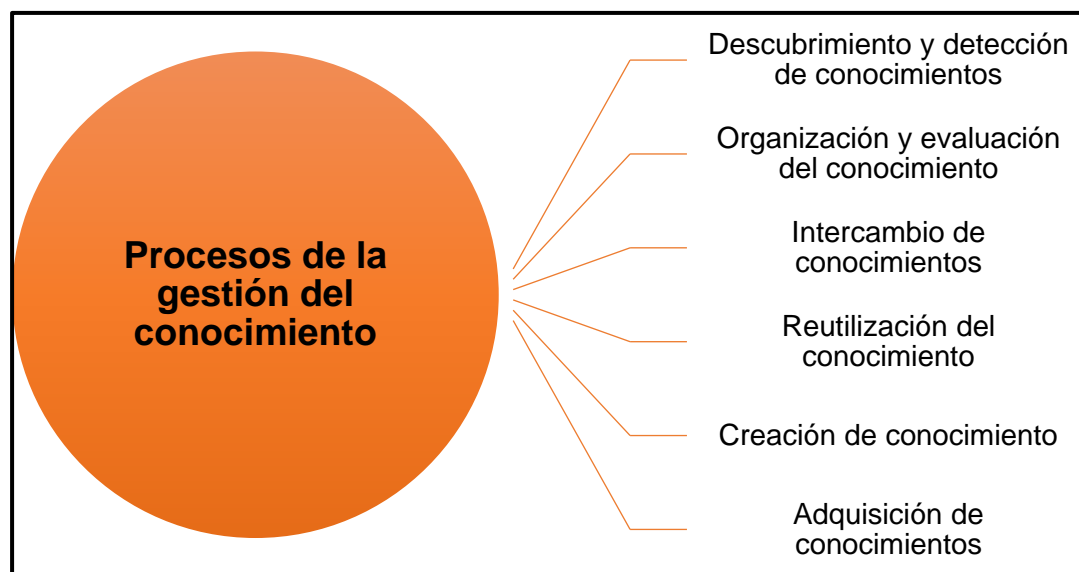 Procesos de la
gestión del
conocimiento
Descubrimiento y detección
de conocimientos
Organización y evaluación
del conocimiento
Intercambio de
conocimientos
Reutilización del
conocimiento
Creación de conocimiento
Adquisición de
conocimientos